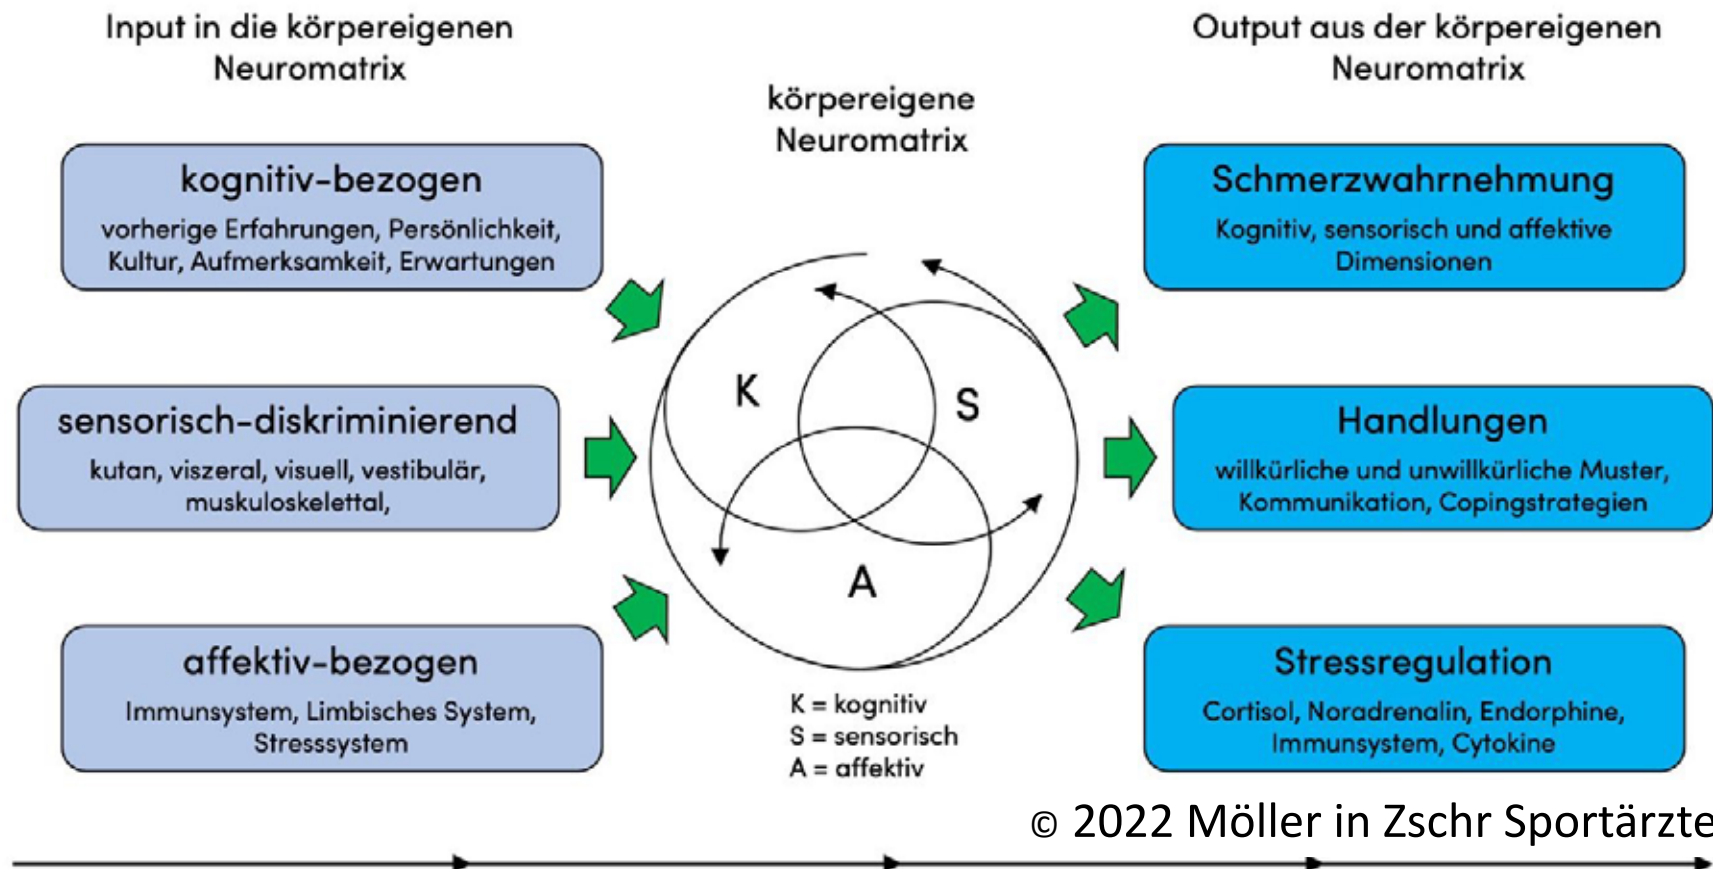 Input in die körpereigenen
Neuromatrix
kognitiv-bezogen
vorherige Erfahrungen, Persönlichkeit,
Kultur, Aufmerksamkeit, Erwartungen
sensorisch-diskriminierend
kutan, viszeral, visuell, vestibulär,
muskuloskelettal,
affektiv-bezogen
Immunsystem, Limbisches System,
Stresssystem
körpereigene
Neuromatrix
K
S
A
K = kognitiv
S = sensorisch
A = affektiv
Output aus der körpereigenen
Neuromatrix
Schmerzwahrnehmung
Kognitiv, sensorisch und affektive
Dimensionen
Handlungen
willkürliche und unwillkürliche Muster,
Kommunikation, Copingstrategien
Stressregulation
Cortisol, Noradrenalin, Endorphine,
Immunsystem, Cytokine
© 2022 Möller in Zschr Sportärzte